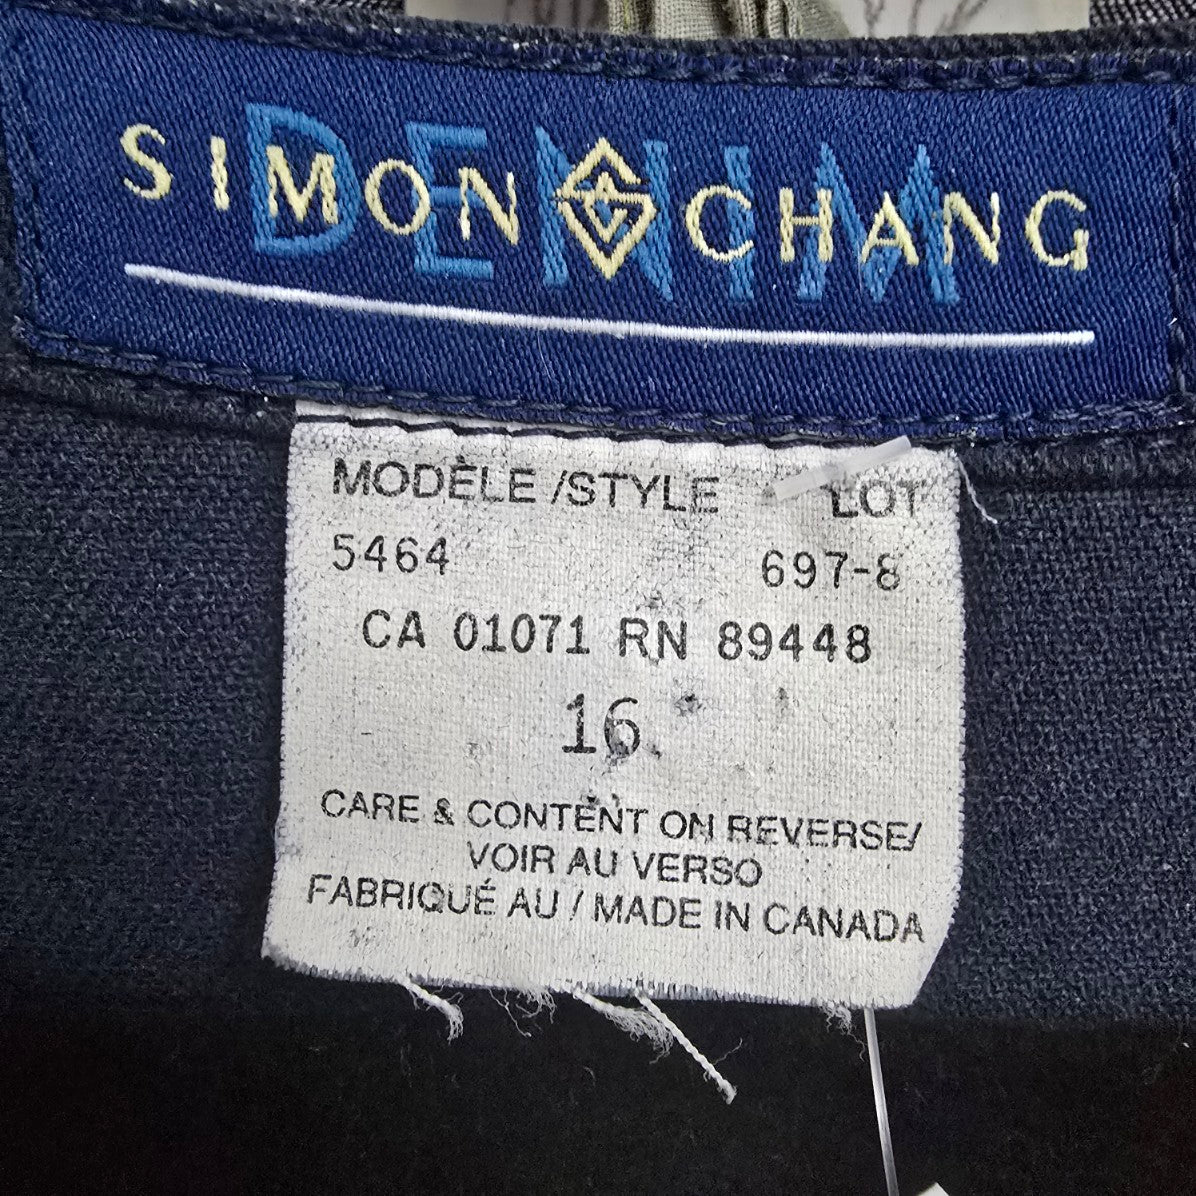 DENIM
SIMON CHANG
MODÈLE /STYLE LOT
5464 697-8
CA 01071 RN 89448
16
CARE & CONTENT ON REVERSE/
VOIR AU VERSO
FABRIQUÉ AU / MADE IN CANADA